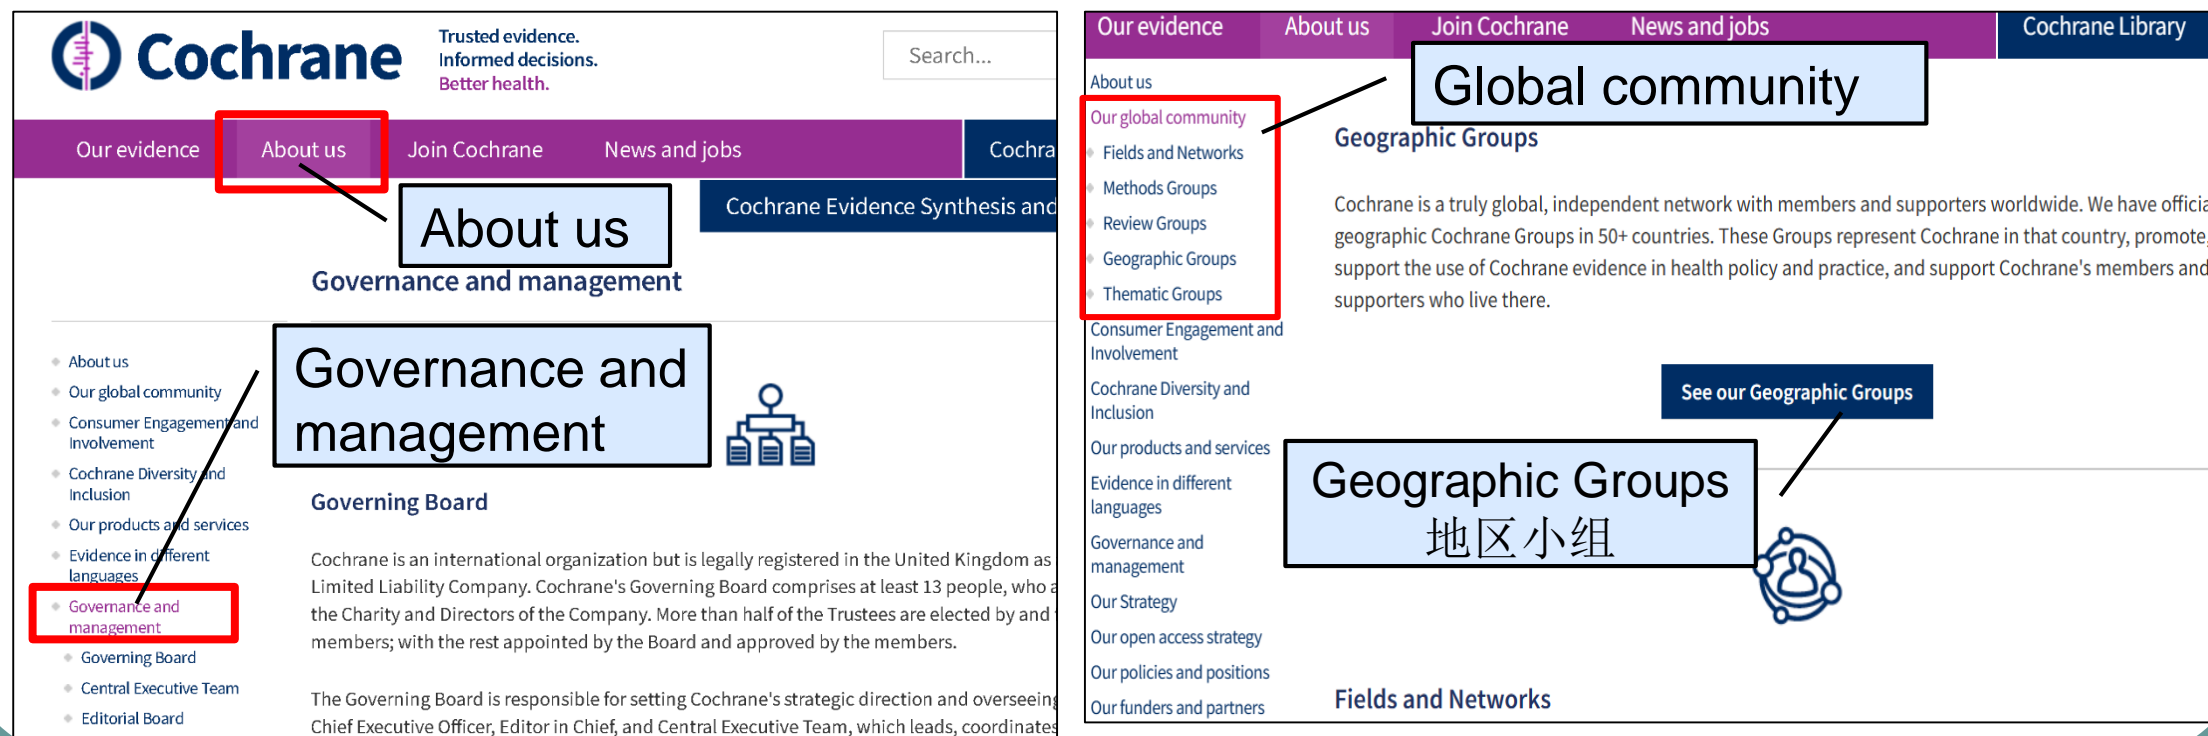 Cochrane
Trusted evidence.
Informed decisions.
Better health.
Search...
Our evidence
About us
Join Cochrane
News and jobs
Cochra
About us
Cochrane Evidence Synthesis and
Governance and management
About us
Our global community
Consumer Engagement and
Involvement
Cochrane Diversity and
Inclusion
Our products and services
Evidence in different
languages
Governance and
management
Governing Board
Central Executive Team
Editorial Board
Governance and
management
Governing Board
Cochrane is an international organization but is legally registered in the United Kingdom as
Limited Liability Company. Cochrane's Governing Board comprises at least 13 people, who a
the Charity and Directors of the Company. More than half of the Trustees are elected by and
members; with the rest appointed by the Board and approved by the members.
The Governing Board is responsible for setting Cochrane's strategic direction and overseeing
Chief Executive Officer, Editor in Chief, and Central Executive Team, which leads, coordinates
Our evidence
About us
Join Cochrane
News and jobs
Cochrane Library
Global community
About us
Our global community
Fields and Networks
Methods Groups
Review Groups
Geographic Groups
Thematic Groups
Consumer Engagement and
Involvement
Cochrane Diversity and
Inclusion
Our products and services
Evidence in different
languages
Governance and
management
Our Strategy
Our open access strategy
Our policies and positions
Our funders and partners
Geographic Groups
Cochrane is a truly global, independent network with members and supporters worldwide. We have officia
geographic Cochrane Groups in 50+ countries. These Groups represent Cochrane in that country, promote,
support the use of Cochrane evidence in health policy and practice, and support Cochrane's members and
supporters who live there.
See our Geographic Groups
Geographic Groups
地区小组
Fields and Networks